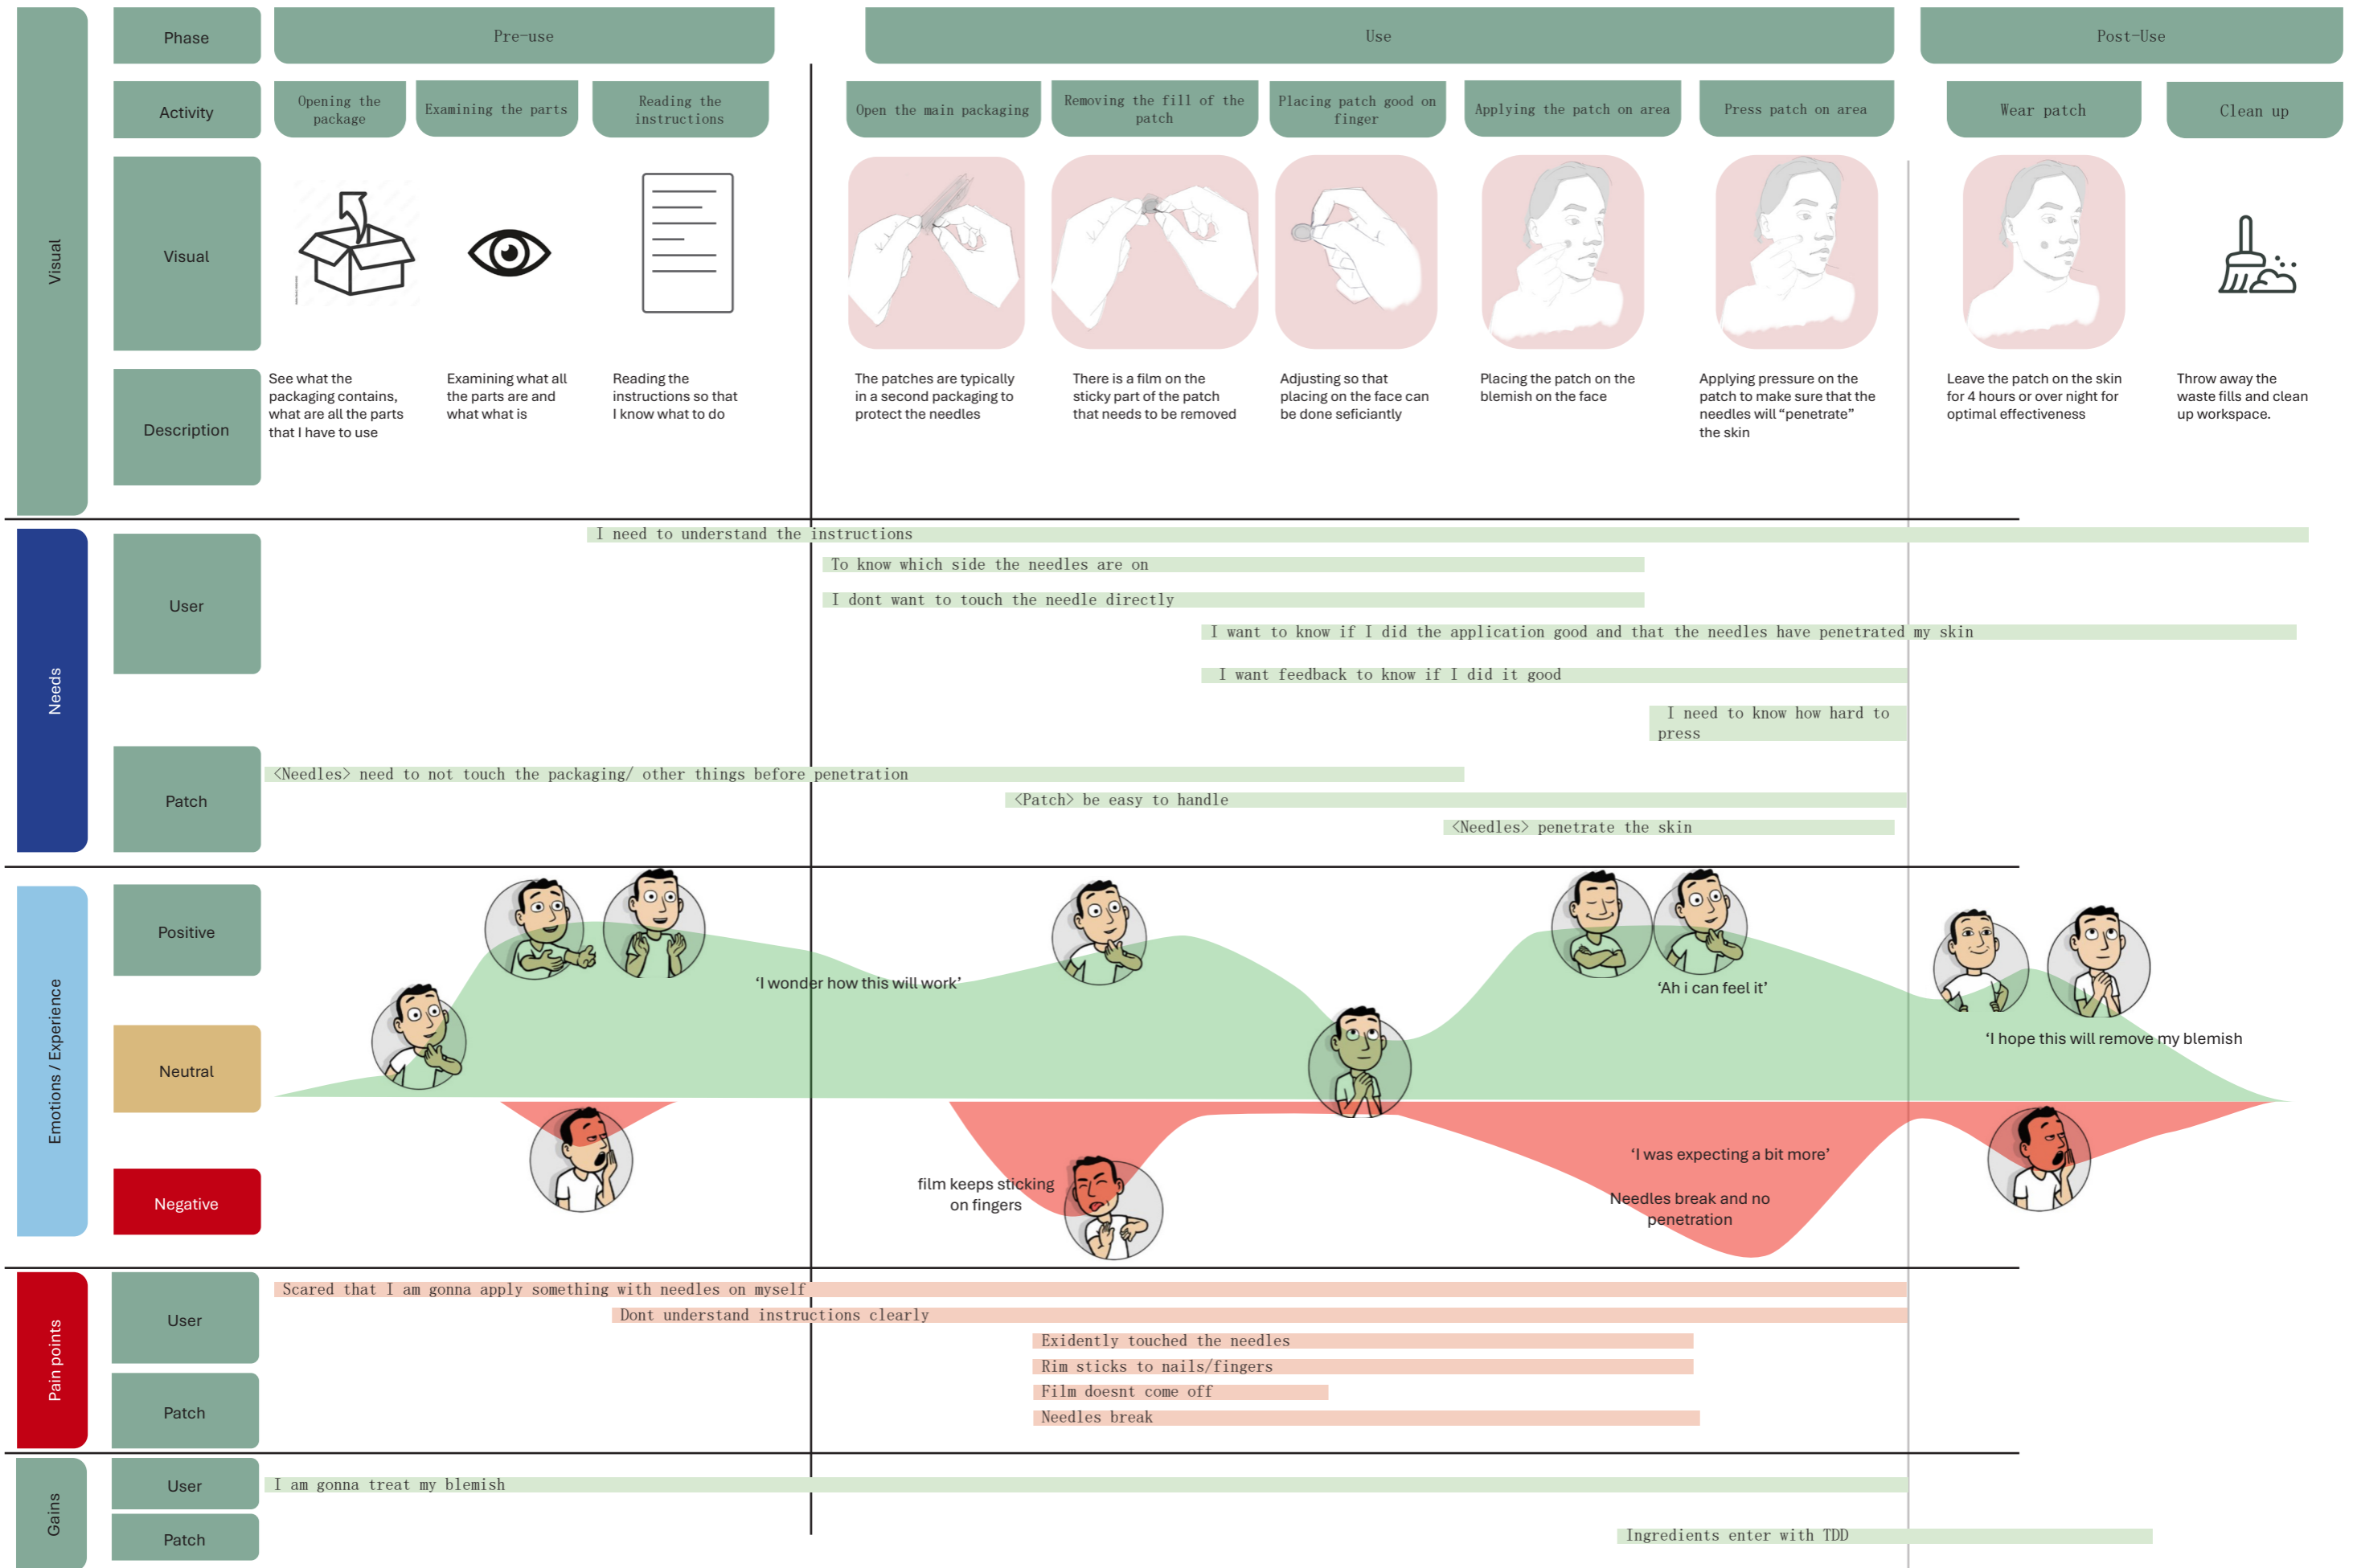 Visual
Phase
Pre-use
Use
Post-Use
Activity
Opening the
package
Examining the parts
Reading the
instructions
Open the main packaging
Removing the fill of the
patch
Placing patch good on
finger
Applying the patch on area
Press patch on area
Wear patch
Clean up
Visual
Description
See what the
packaging contains,
what are all the parts
that I have to use
Examining what all
the parts are and
what what is
Reading the
instructions so that
I know what to do
The patches are typically
in a second packaging to
protect the needles
There is a film on the
sticky part of the patch
that needs to be removed
Adjusting so that
placing on the face can
be done seficiantly
Placing the patch on the
blemish on the face
Applying pressure on the
patch to make sure that the
needles will “penetrate”
the skin
Leave the patch on the skin
for 4 hours or over night for
optimal effectiveness
Throw away the
waste fills and clean
up workspace.
Needs
User
I need to understand the instructions
To know which side the needles are on
I dont want to touch the needle directly
I want to know if I did the application good and that the needles have penetrated my skin
I want feedback to know if I did it good
I need to know how hard to
press
Patch
<Needles> need to not touch the packaging/ other things before penetration
<Patch> be easy to handle
<Needles> penetrate the skin
Emotions / Experience
Positive
Neutral
Negative
‘I wonder how this will work’
‘Ah i can feel it’
‘I hope this will remove my blemish
film keeps sticking
on fingers
‘I was expecting a bit more’
Needles break and no
penetration
Pain points
User
Scared that I am gonna apply something with needles on myself
Dont understand instructions clearly
Exidently touched the needles
Rim sticks to nails/fingers
Patch
Film doesnt come off
Needles break
Gains
User
I am gonna treat my blemish
Patch
Ingredients enter with TDD